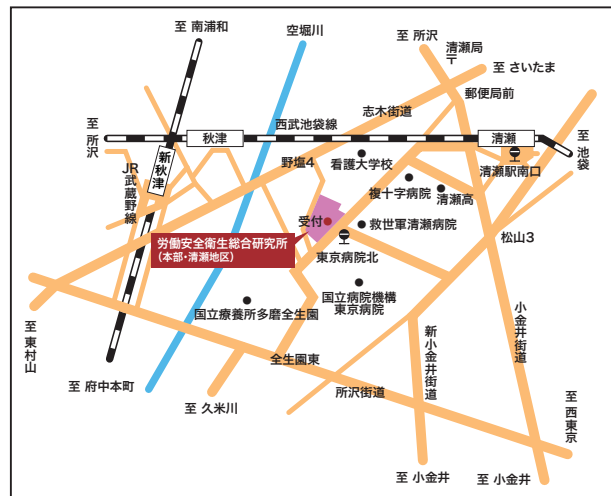 至 南浦和
空堀川
至 所沢
清瀬局
〒
至 さいたま
郵便局前
志木街道
至 所沢
秋津
西武池袋線
清瀬
至 池袋
新秋津
JR武蔵野線
野塩4
看護大学校
清瀬駅南口
複十字病院
清瀬高
受付
救世軍清瀬病院
松山3
労働安全衛生総合研究所
(本部・清瀬地区)
東京病院北
国立病院機構
東京病院
国立療養所多磨全生園
小金井街道
新小金井街道
至 東村山
全生園東
所沢街道
至 府中本町
至 久米川
至 西東京
至 小金井
至 小金井